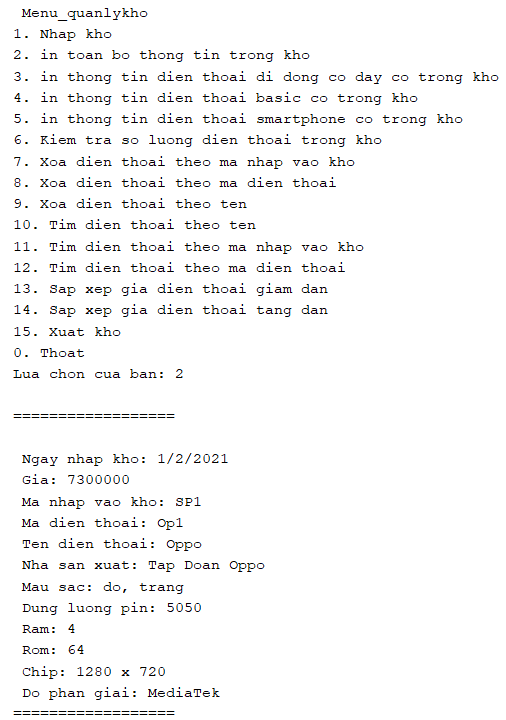 Menu_quanlykho
1. Nhap kho
2. in toan bo thong tin trong kho
3. in thong tin dien thoai di dong co day co trong kho
4. in thong tin dien thoai basic co trong kho
5. in thong tin dien thoai smartphone co trong kho
6. Kiem tra so luong dien thoai trong kho
7. Xoa dien thoai theo ma nhap vao kho
8. Xoa dien thoai theo ma dien thoai
9. Xoa dien thoai theo ten
10. Tim dien thoai theo ten
11. Tim dien thoai theo ma nhap vao kho
12. Tim dien thoai theo ma dien thoai
13. Sap xep gia dien thoai giam dan
14. Sap xep gia dien thoai tang dan
15. Xuat kho
0. Thoat
Lua chon cua ban: 2
==================
Ngay nhap kho: 1/2/2021
Gia: 7300000
Ma nhap vao kho: SP1
Ma dien thoai: Op1
Ten dien thoai: Oppo
Nha san xuat: Tap Doan Oppo
Mau sac: do, trang
Dung luong pin: 5050
Ram: 4
Rom: 64
Chip: 1280 x 720
Do phan giai: MediaTek
==================